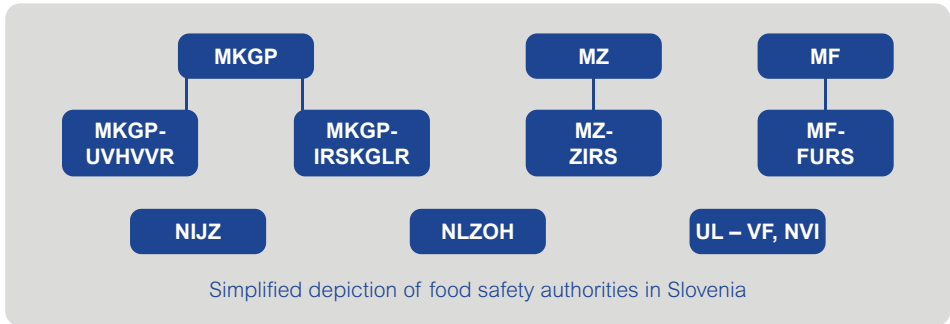 MKGP
MZ
MF
MKGP-
UVHVVR
MKGP-
IRSKGLR
MZ-
ZIRS
MF-
FURS
NIJZ
NLZOH
UL – VF, NVI
Simplified depiction of food safety authorities in Slovenia